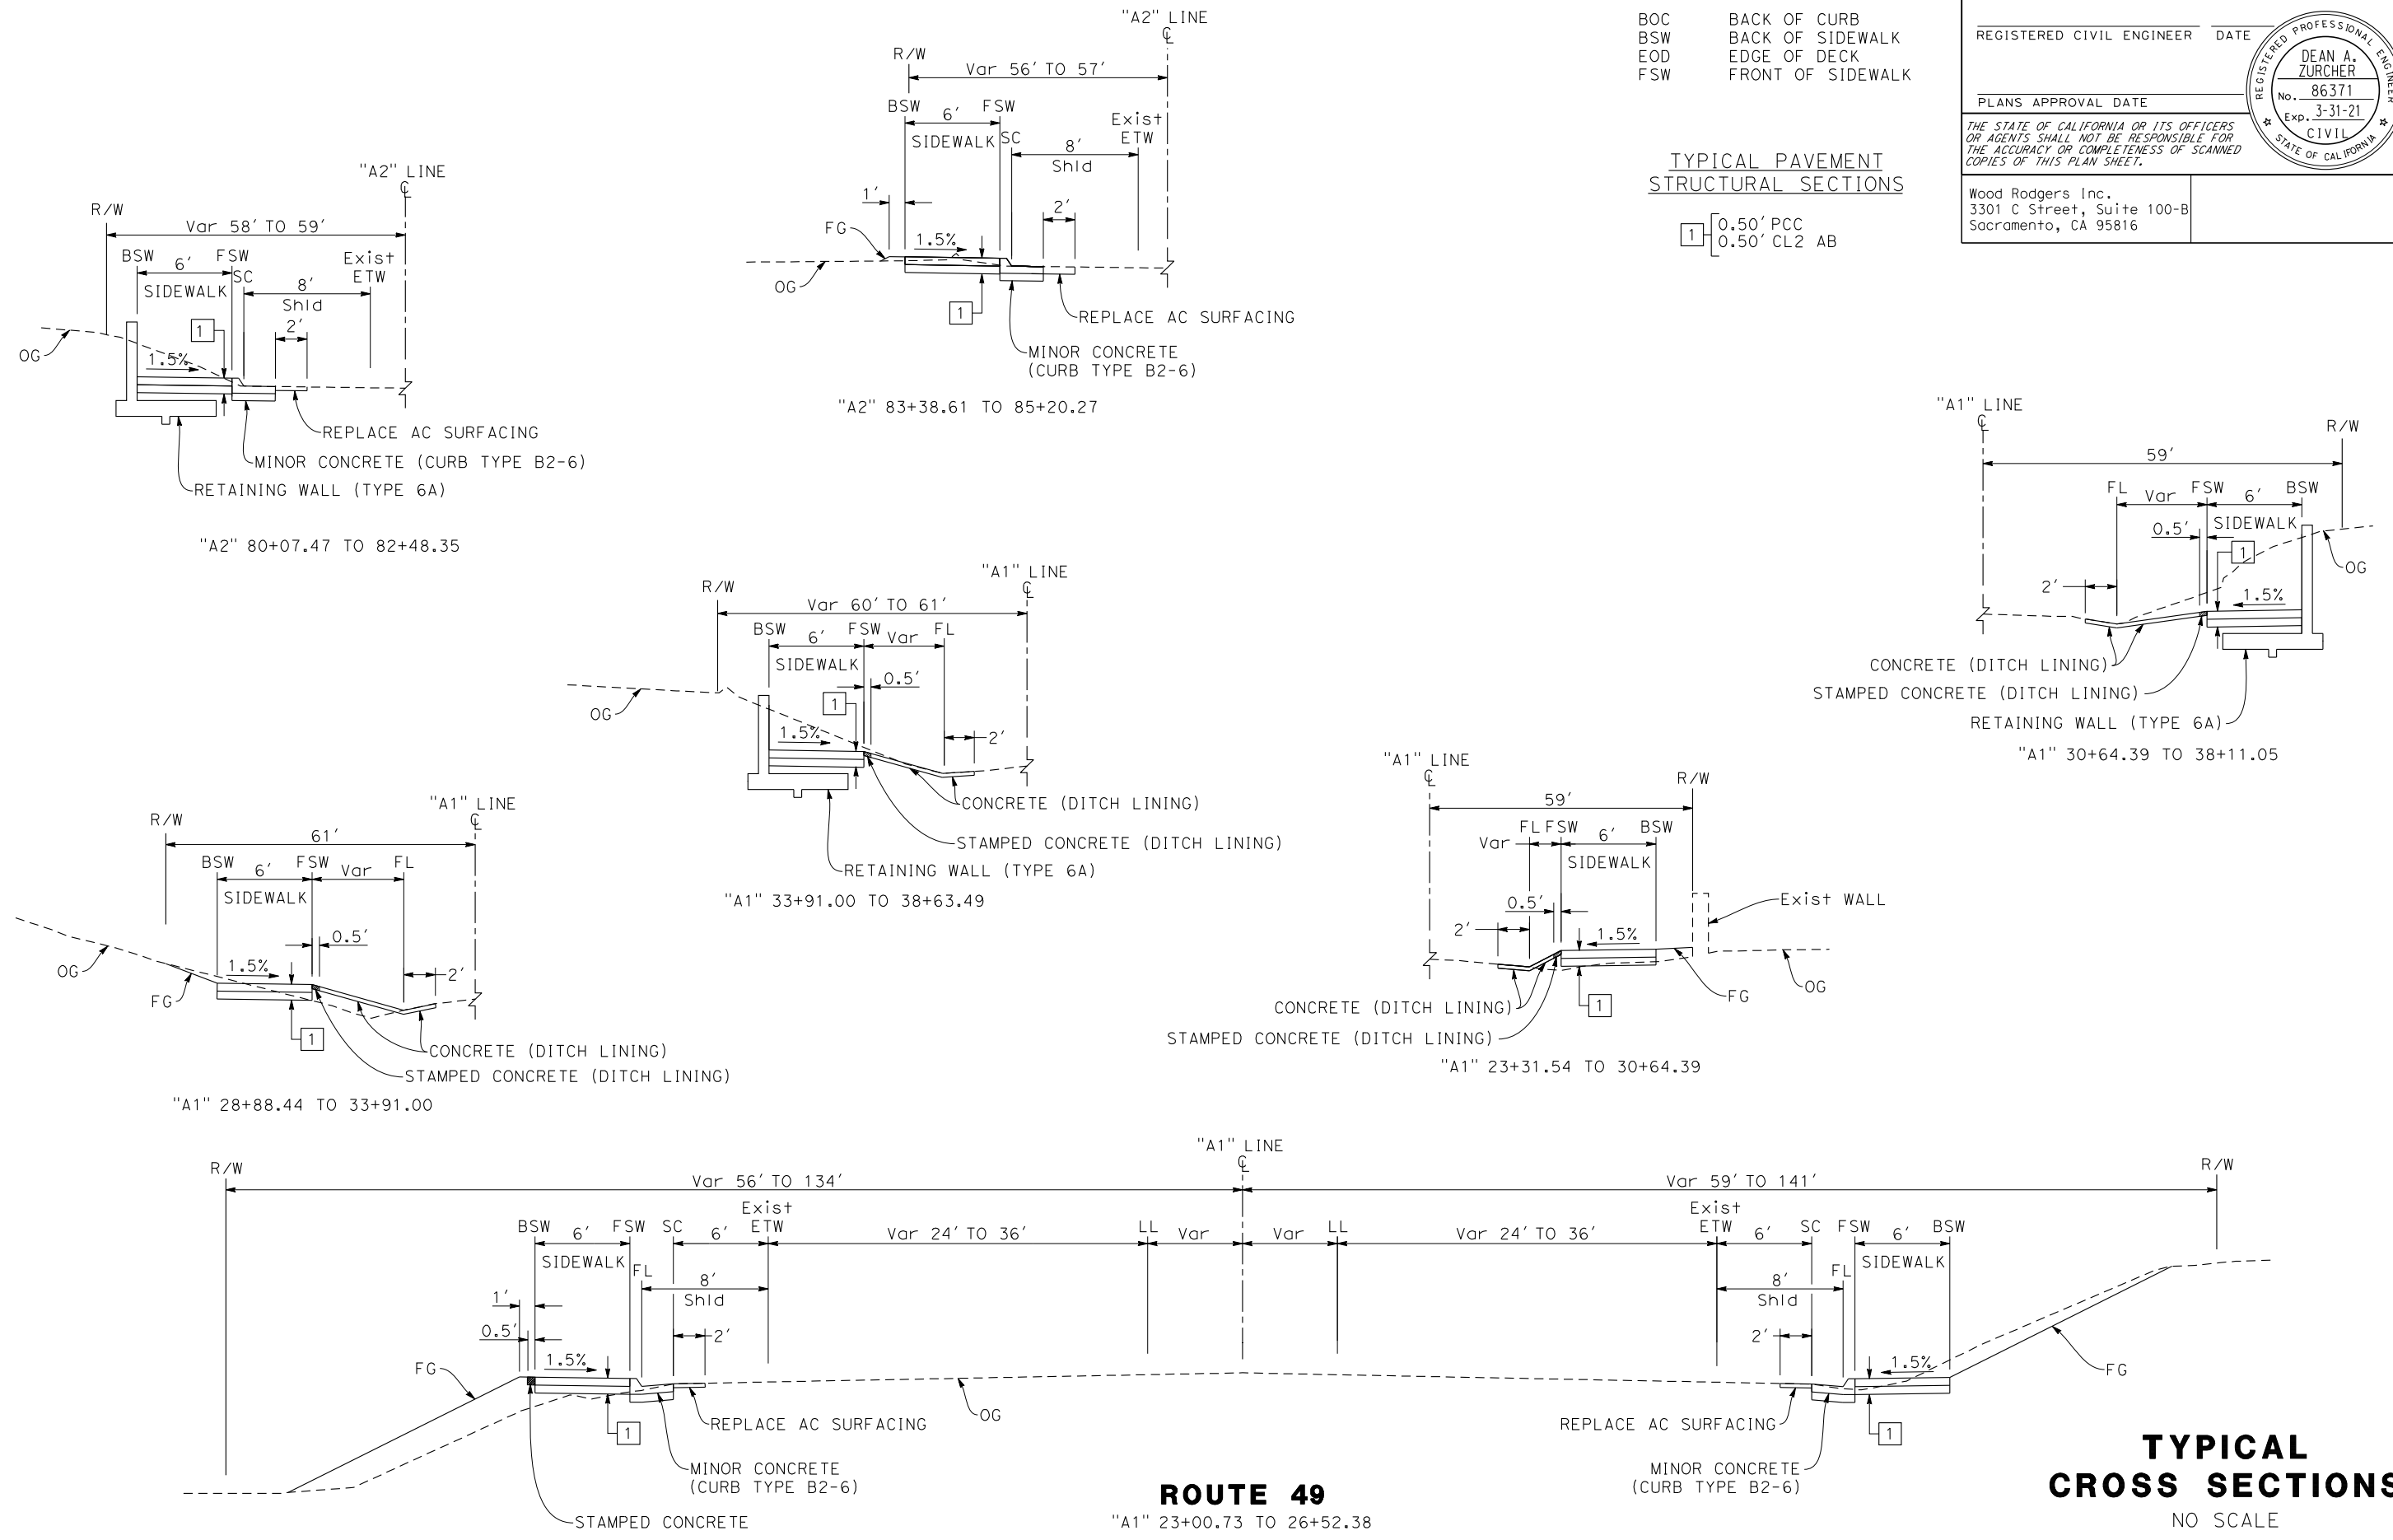 BOC BACK OF CURB
BSW BACK OF SIDEWALK
EOD EDGE OF DECK
FSW FRONT OF SIDEWALK
TYPICAL PAVEMENT
STRUCTURAL SECTIONS
1 0.50' PCC
0.50' CL2 AB
REGISTERED CIVIL ENGINEER DATE
PLANS APPROVAL DATE
THE STATE OF CALIFORNIA OR ITS OFFICERS
OR AGENTS SHALL NOT BE RESPONSIBLE FOR
THE ACCURACY OR COMPLETENESS OF SCANNED
COPIES OF THIS PLAN SHEET.
REGISTERED PROFESSIONAL ENGINEER
DEAN A.
ZURCHER
No. 86371
Exp. 3-31-21
CIVIL
STATE OF CALIFORNIA
Wood Rodgers Inc.
3301 C Street, Suite 100-B
Sacramento, CA 95816
"A2" LINE
℄
R/W
Var 58' TO 59'
BSW 6' FSW Exist
SC ETW
SIDEWALK 8'
Shld
1 2'
OG
1.5%
REPLACE AC SURFACING
MINOR CONCRETE (CURB TYPE B2-6)
RETAINING WALL (TYPE 6A)
"A2" 80+07.47 TO 82+48.35
"A2" LINE
℄
R/W
Var 56' TO 57'
BSW 6' FSW Exist
SIDEWALK SC ETW
8'
Shld
1' 2'
FG 1.5%
OG
1
REPLACE AC SURFACING
MINOR CONCRETE
(CURB TYPE B2-6)
"A2" 83+38.61 TO 85+20.27
"A1" LINE
℄
R/W
59'
FL Var FSW 6' BSW
0.5' SIDEWALK
1
OG
2' 1.5%
CONCRETE (DITCH LINING)
STAMPED CONCRETE (DITCH LINING)
RETAINING WALL (TYPE 6A)
"A1" 30+64.39 TO 38+11.05
"A1" LINE
℄
R/W
Var 60' TO 61'
BSW 6' FSW Var FL
SIDEWALK
0.5'
1
OG
1.5% 2'
CONCRETE (DITCH LINING)
STAMPED CONCRETE (DITCH LINING)
RETAINING WALL (TYPE 6A)
"A1" 33+91.00 TO 38+63.49
"A1" LINE
℄
R/W
59'
FL FSW 6' BSW
Var
SIDEWALK
0.5' Exist WALL
2' 1.5%
OG
FG
CONCRETE (DITCH LINING) 1
STAMPED CONCRETE (DITCH LINING)
"A1" 23+31.54 TO 30+64.39
"A1" LINE
℄
R/W
61'
BSW 6' FSW Var FL
SIDEWALK
0.5'
OG 1.5% 2'
FG
1
CONCRETE (DITCH LINING)
STAMPED CONCRETE (DITCH LINING)
"A1" 28+88.44 TO 33+91.00
"A1" LINE
℄
R/W R/W
Var 56' TO 134' Var 59' TO 141'
Exist Exist
BSW 6' FSW SC 6' ETW Var 24' TO 36' LL Var Var LL Var 24' TO 36' ETW 6' SC FSW 6' BSW
SIDEWALK FL 8' 8' FL SIDEWALK
1' Shld Shld
0.5' 2' 2'
FG 1.5% 1.5% FG
OG
1 REPLACE AC SURFACING REPLACE AC SURFACING 1
MINOR CONCRETE MINOR CONCRETE
(CURB TYPE B2-6) (CURB TYPE B2-6)
STAMPED CONCRETE
ROUTE 49
"A1" 23+00.73 TO 26+52.38
TYPICAL
CROSS SECTIONS
NO SCALE